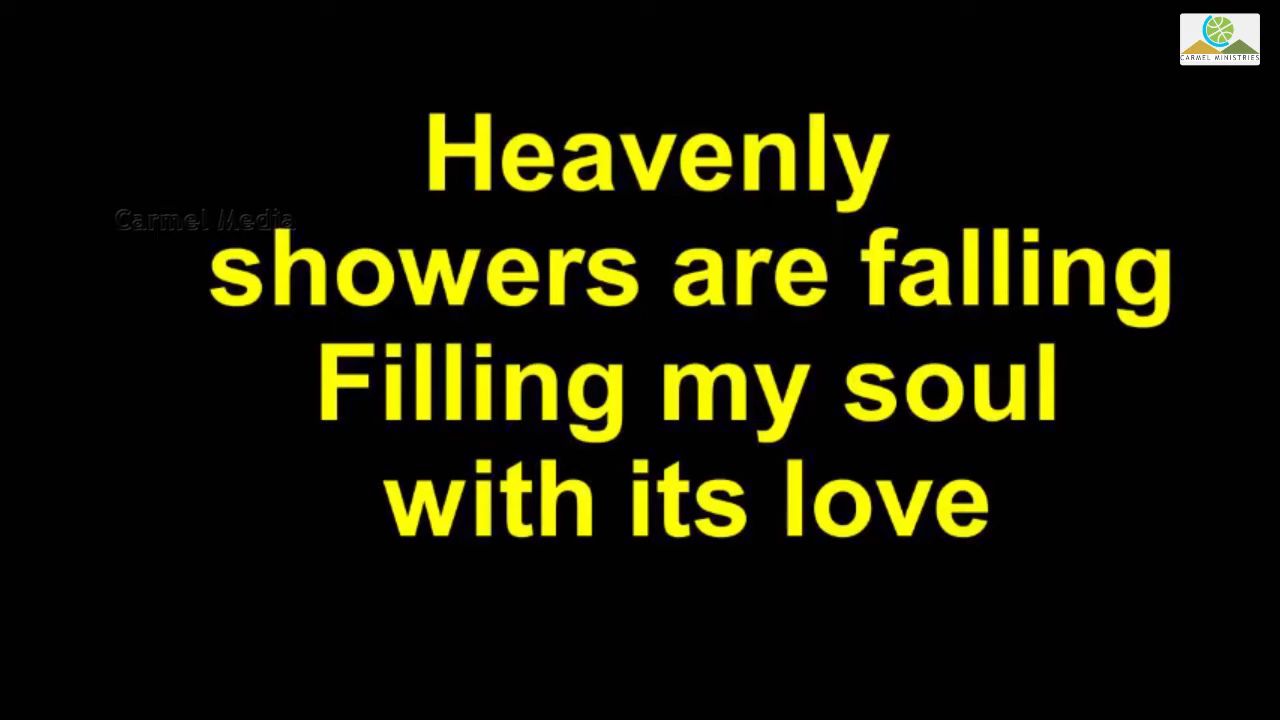 CARMEL MINISTRIES
Heavenly
Carmel Media
showers are falling
Filling my soul
with its love